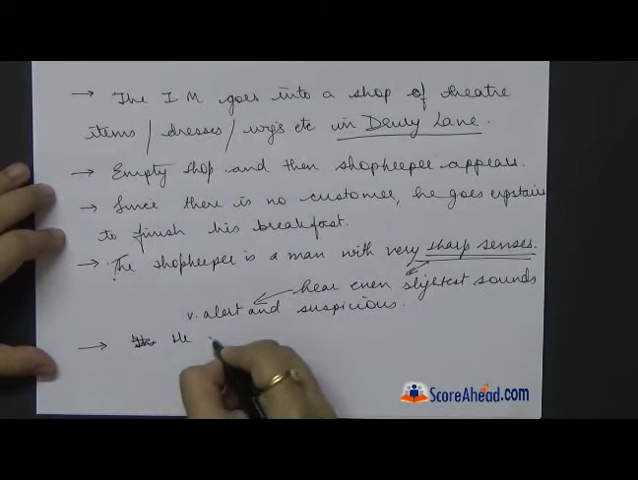 → The I M goes into a shop of theatre
items / dresses / wigs etc in Drury Lane.
→ Empty shop and then shopkeeper appears.
→ Since there is no customer, he goes upstairs
to finish his breakfast.
→ The shopkeeper is a man with very sharp senses.
hear even slightest sounds
v. alert and suspicious.
→ He
ScoreAhead.com